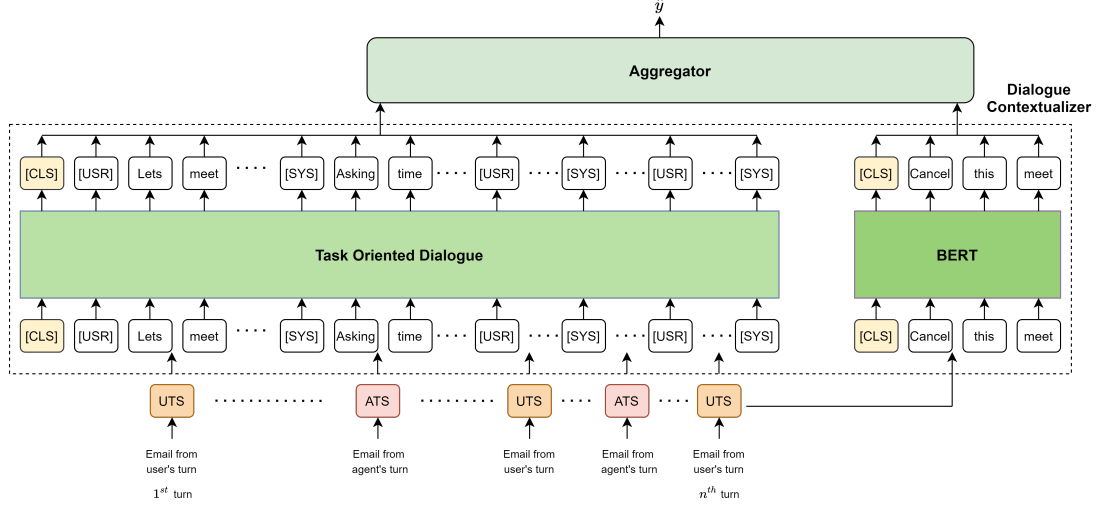 ŷ
Aggregator
Dialogue
Contextualizer
[CLS] [USR] Lets meet .... [SYS] Asking time .... [USR] .... [SYS] .... [USR] .... [SYS] [CLS] Cancel this meet
Task Oriented Dialogue BERT
[CLS] [USR] Lets meet .... [SYS] Asking time .... [USR] .... [SYS] .... [USR] .... [SYS] [CLS] Cancel this meet
UTS ............. ATS ......... UTS .... ATS .... UTS
Email from Email from Email from Email from Email from
user's turn agent's turn user's turn agent's turn user's turn
1st turn nth turn